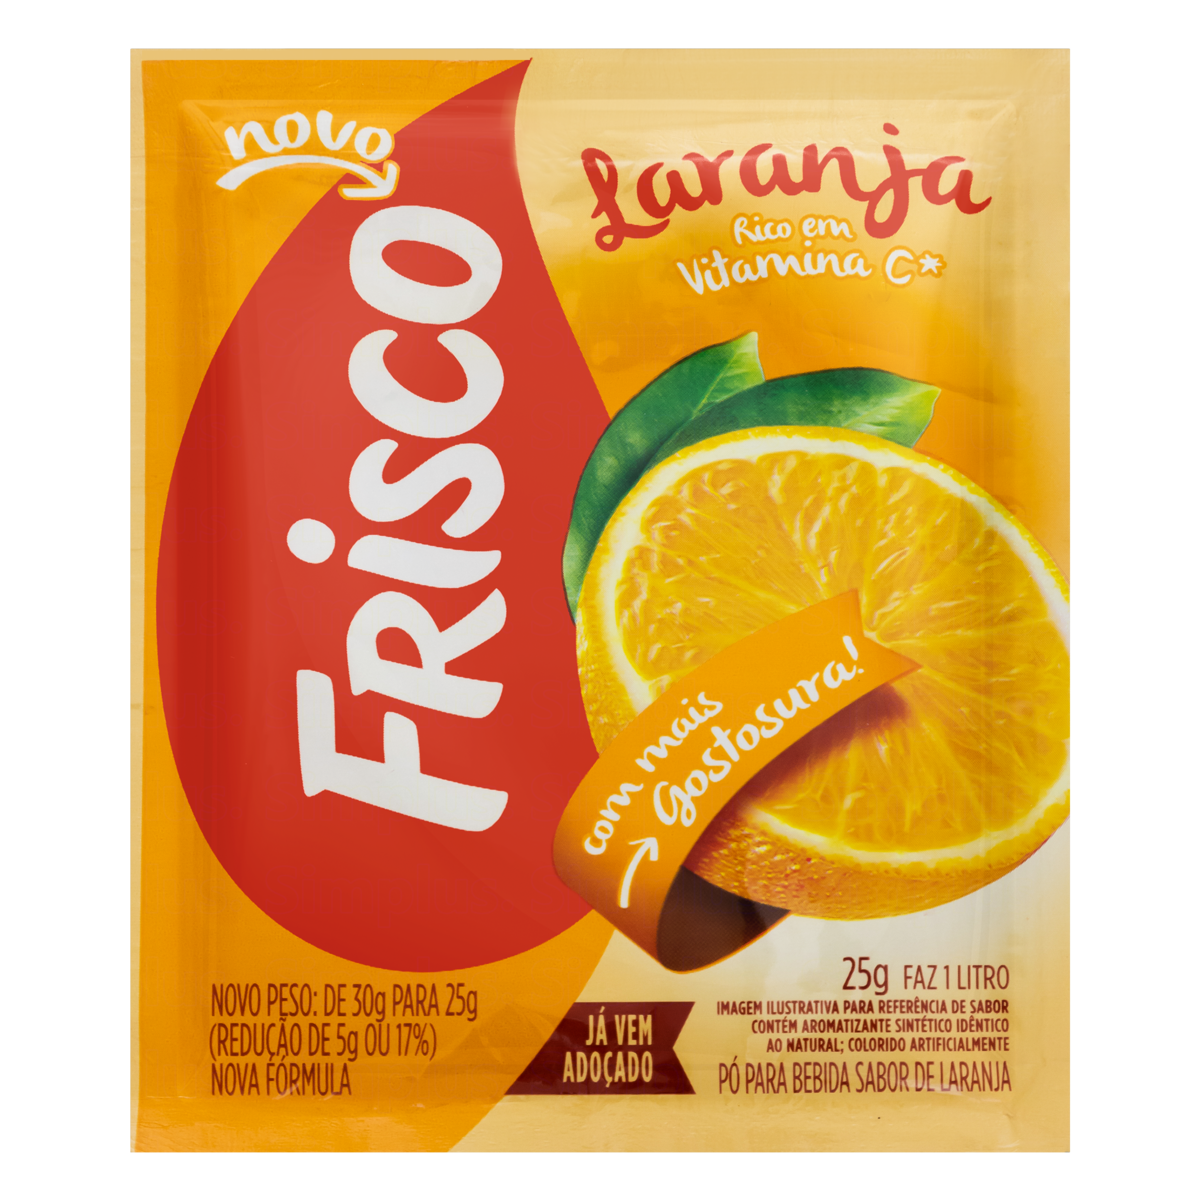 novo
Frisco
Laranja
Rico em
Vitamina C*
com mais
Gostosura!
NOVO PESO: DE 30g PARA 25g
(REDUÇÃO DE 5g OU 17%)
NOVA FÓRMULA
JÁ VEM
ADOÇADO
25g FAZ 1 LITRO
IMAGEM ILUSTRATIVA PARA REFERÊNCIA DE SABOR
CONTÉM AROMATIZANTE SINTÉTICO IDÊNTICO
AO NATURAL; COLORIDO ARTIFICIALMENTE
PÓ PARA BEBIDA SABOR DE LARANJA